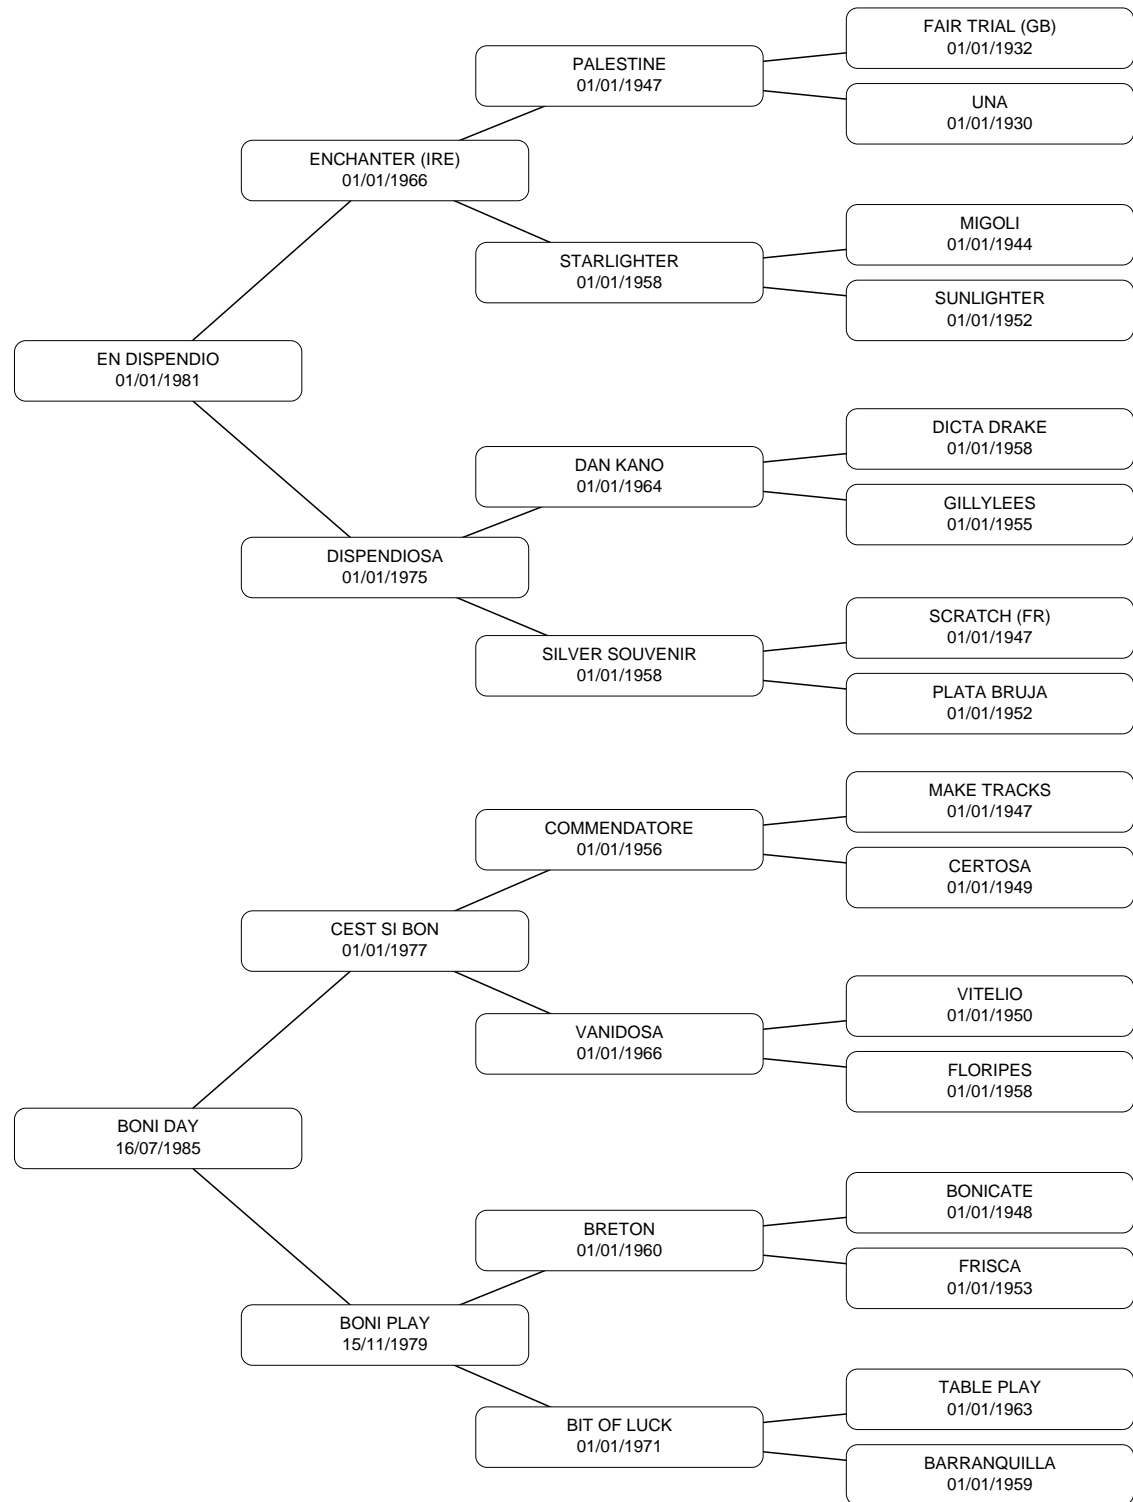 FAIR TRIAL (GB)
01/01/1932
PALESTINE
01/01/1947
UNA
01/01/1930
ENCHANTER (IRE)
01/01/1966
MIGOLI
01/01/1944
STARLIGHTER
01/01/1958
SUNLIGHTER
01/01/1952
EN DISPENDIO
01/01/1981
DICTA DRAKE
01/01/1958
DAN KANO
01/01/1964
GILLYLEES
01/01/1955
DISPENDIOSA
01/01/1975
SCRATCH (FR)
01/01/1947
SILVER SOUVENIR
01/01/1958
PLATA BRUJA
01/01/1952
MAKE TRACKS
01/01/1947
COMMENDATORE
01/01/1956
CERTOSA
01/01/1949
CEST SI BON
01/01/1977
VITELIO
01/01/1950
VANIDOSA
01/01/1966
FLORIPES
01/01/1958
BONI DAY
16/07/1985
BONICATE
01/01/1948
BRETON
01/01/1960
FRISCA
01/01/1953
BONI PLAY
15/11/1979
TABLE PLAY
01/01/1963
BIT OF LUCK
01/01/1971
BARRANQUILLA
01/01/1959